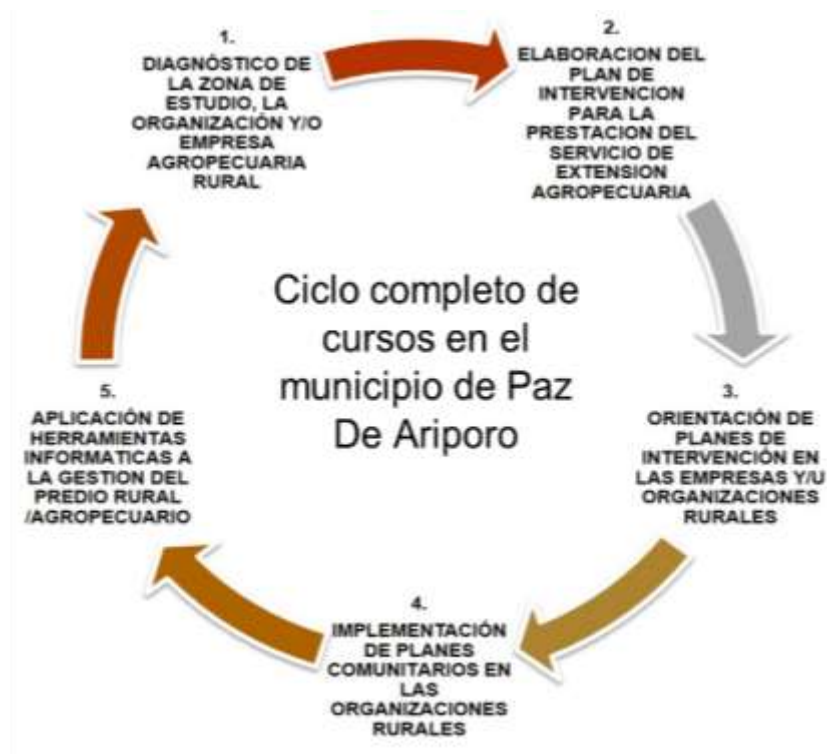 1.
DIAGNÓSTICO DE
LA ZONA DE
ESTUDIO, LA
ORGANIZACIÓN Y/O
EMPRESA
AGROPECUARIA
RURAL
2.
ELABORACION DEL
PLAN DE
INTERVENCION
PARA LA
PRESTACION DEL
SERVICIO DE
EXTENSION
AGROPECUARIA
Ciclo completo de
cursos en el
municipio de Paz
De Ariporo
3.
ORIENTACIÓN DE
PLANES DE
INTERVENCIÓN EN
LAS EMPRESAS Y/U
ORGANIZACIONES
RURALES
4.
IMPLEMENTACIÓN
DE PLANES
COMUNITARIOS EN
LAS
ORGANIZACIONES
RURALES
5.
APLICACIÓN DE
HERRAMIENTAS
INFORMATICAS A
LA GESTION DEL
PREDIO RURAL
/AGROPECUARIO